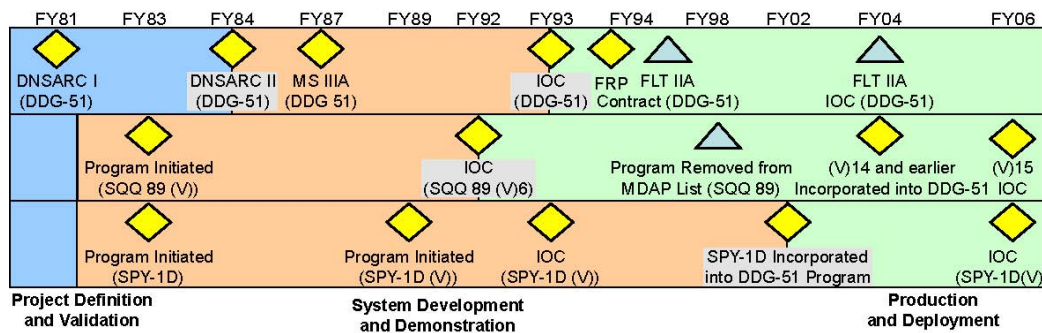 FY81 FY83 FY84 FY87 FY89 FY92 FY93 FY94 FY98 FY02 FY04 FY06
DNSARC I
(DDG-51)
DNSARC II
(DDG-51)
MS IIIA
(DDG 51)
IOC
(DDG-51)
FRP FLT IIA
Contract (DDG-51)
FLT IIA
IOC (DDG-51)
Program Initiated
(SQQ 89 (V))
IOC
(SQQ 89 (V)6)
Program Removed from
MDAP List (SQQ 89)
(V)14 and earlier
Incorporated into DDG-51
(V)15
IOC
Program Initiated
(SPY-1D)
Program Initiated
(SPY-1D (V))
IOC
(SPY-1D (V))
SPY-1D Incorporated
into DDG-51 Program
IOC
(SPY-1D(V)
Project Definition
and Validation
System Development
and Demonstration
Production
and Deployment